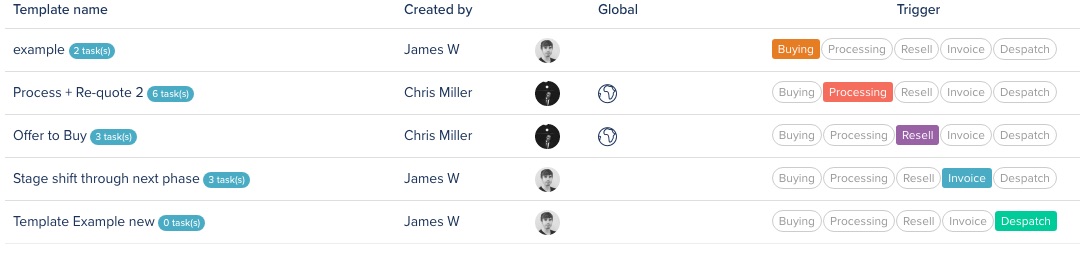 Template name Created by Global Trigger
example 2 task(s) James W Buying Processing Resell Invoice Despatch
Process + Re-quote 2 6 task(s) Chris Miller Buying Processing Resell Invoice Despatch
Offer to Buy 3 task(s) Chris Miller Buying Processing Resell Invoice Despatch
Stage shift through next phase 3 task(s) James W Buying Processing Resell Invoice Despatch
Template Example new 0 task(s) James W Buying Processing Resell Invoice Despatch